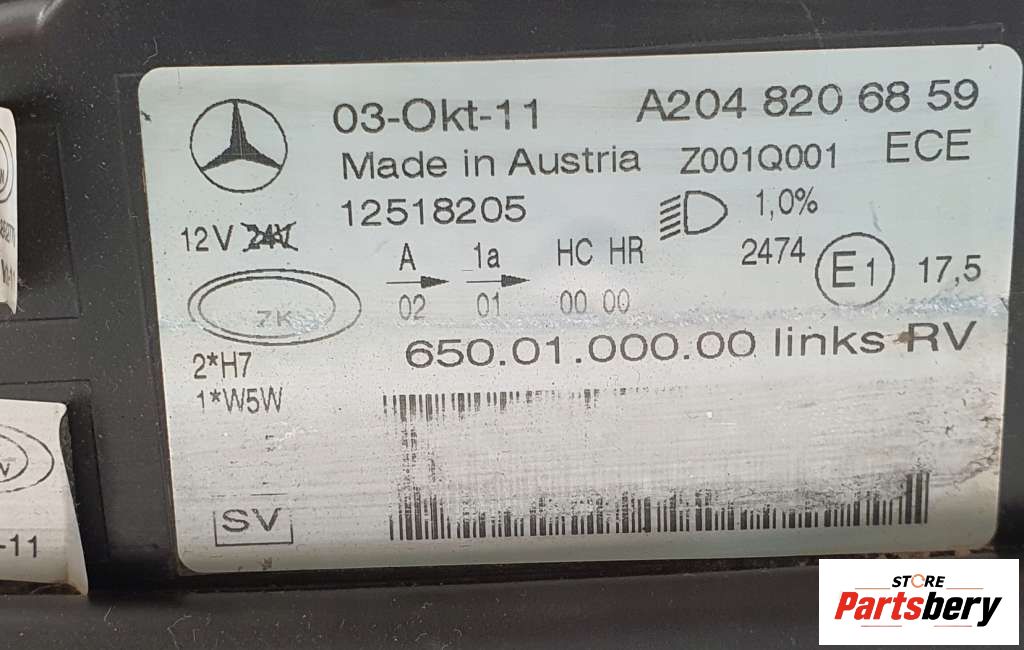 03-Okt-11 A204 820 68 59
Made in Austria Z001Q001 ECE
12518205 1,0%
12V 24V
A 1a HC HR 2474 E1 17,5
02 01 00 00
ZK
650.01.000.00 links RV
2*H7
1*W5W
SV
-11
STORE
Partsbery